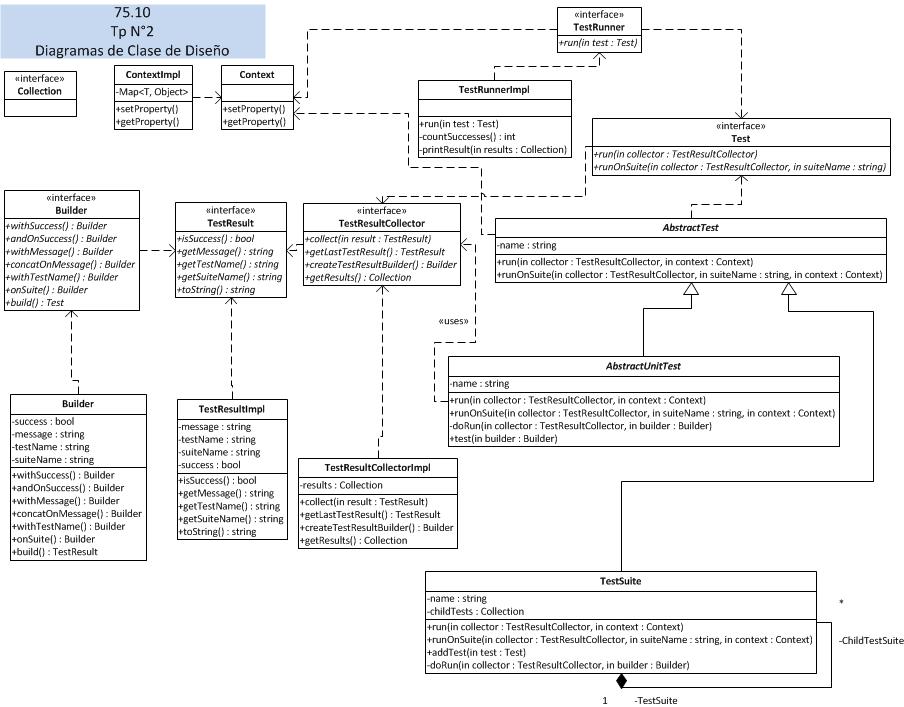 75.10
Tp N°2
Diagramas de Clase de Diseño
«interface»
TestRunner
+run(in test : Test)
«interface»
Collection
ContextImpl
-Map<T, Object>
+setProperty()
+getProperty()
Context
+setProperty()
+getProperty()
TestRunnerImpl
+run(in test : Test)
-countSuccesses() : int
-printResult(in results : Collection)
«interface»
Test
+run(in collector : TestResultCollector)
+runOnSuite(in collector : TestResultCollector, in suiteName : string)
«interface»
Builder
+withSuccess() : Builder
+andOnSuccess() : Builder
+withMessage() : Builder
+concatOnMessage() : Builder
+withTestName() : Builder
+onSuite() : Builder
+build() : Test
«interface»
TestResult
+isSuccess() : bool
+getMessage() : string
+getTestName() : string
+getSuiteName() : string
+toString() : string
«interface»
TestResultCollector
+collect(in result : TestResult)
+getLastTestResult() : TestResult
+createTestResultBuilder() : Builder
+getResults() : Collection
AbstractTest
-name : string
+run(in collector : TestResultCollector, in context : Context)
+runOnSuite(in collector : TestResultCollector, in suiteName : string, in context : Context)
«uses»
AbstractUnitTest
-name : string
+run(in collector : TestResultCollector, in context : Context)
+runOnSuite(in collector : TestResultCollector, in suiteName : string, in context : Context)
-doRun(in collector : TestResultCollector, in builder : Builder)
+test(in builder : Builder)
Builder
-success : bool
-message : string
-testName : string
-suiteName : string
+withSuccess() : Builder
+andOnSuccess() : Builder
+withMessage() : Builder
+concatOnMessage() : Builder
+withTestName() : Builder
+onSuite() : Builder
+build() : TestResult
TestResultImpl
-message : string
-testName : string
-suiteName : string
-success : bool
+isSuccess() : bool
+getMessage() : string
+getTestName() : string
+getSuiteName() : string
+toString() : string
TestResultCollectorImpl
-results : Collection
+collect(in result : TestResult)
+getLastTestResult() : TestResult
+createTestResultBuilder() : Builder
+getResults() : Collection
TestSuite
-name : string
-childTests : Collection
+run(in collector : TestResultCollector, in context : Context)
+runOnSuite(in collector : TestResultCollector, in suiteName : string, in context : Context)
+addTest(in test : Test)
-doRun(in collector : TestResultCollector, in builder : Builder)
*
-ChildTestSuite
1
-TestSuite